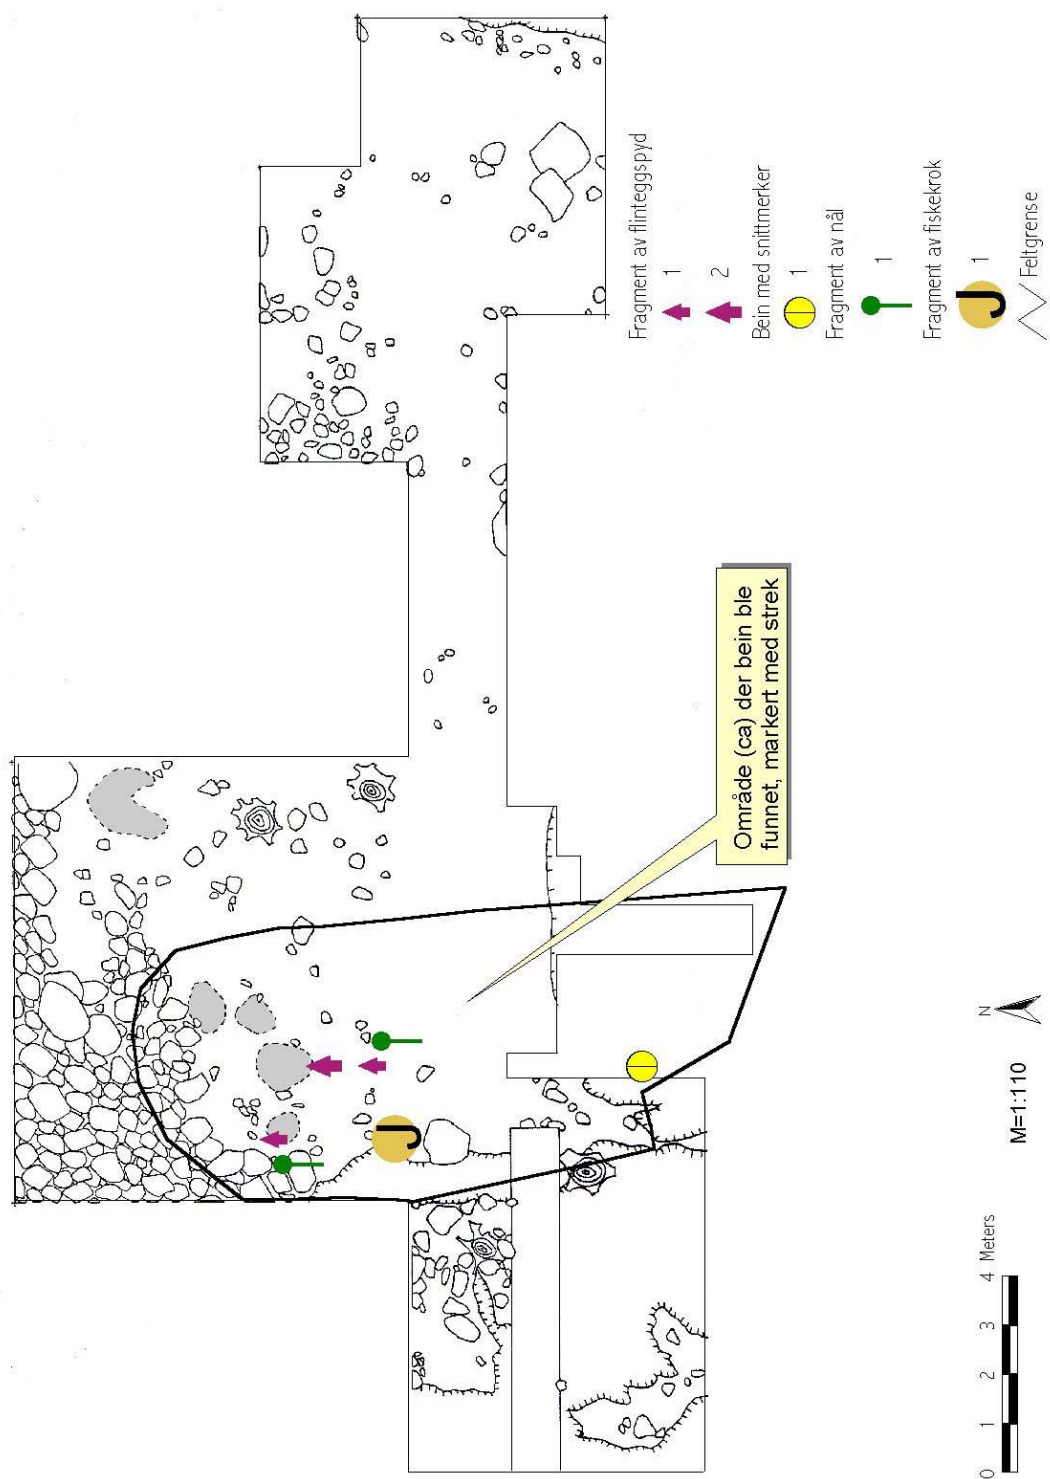 Fragment av flinteggspyd
1
2
Bein med snittmerker
1
Fragment av nål
1
Fragment av fiskekrok
1
Feltgrense
Område (ca) der bein ble
funnet, markert med strek
N
M=1:110
0 1 2 3 4 Meters